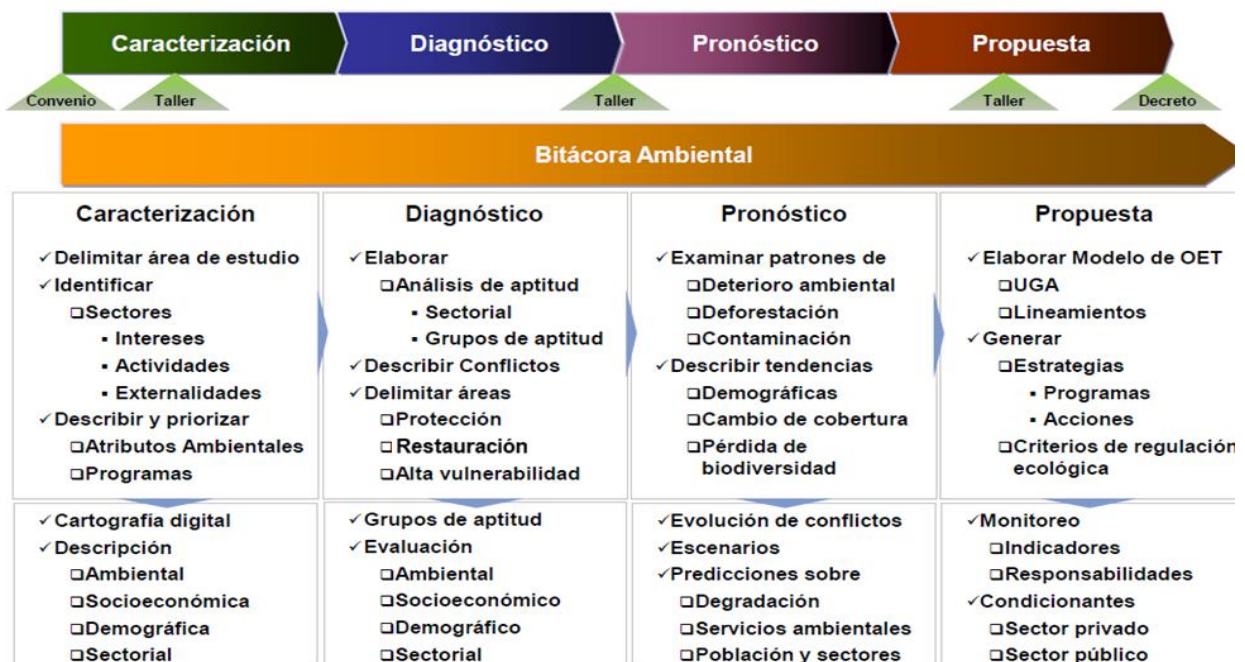 Caracterización
Diagnóstico
Pronóstico
Propuesta
Convenio
Taller
Taller
Taller
Decreto
Bitácora Ambiental
Caracterización
✓Delimitar área de estudio
✓Identificar
❑Sectores
▪ Intereses
▪ Actividades
▪ Externalidades
✓Describir y priorizar
❑Atributos Ambientales
❑Programas
✓Cartografía digital
✓Descripción
❑Ambiental
❑Socioeconómica
❑Demográfica
❑Sectorial
Diagnóstico
✓Elaborar
❑Análisis de aptitud
▪ Sectorial
▪ Grupos de aptitud
✓Describir Conflictos
✓Delimitar áreas
❑Protección
❑Restauración
❑Alta vulnerabilidad
✓Grupos de aptitud
✓Evaluación
❑Ambiental
❑Socioeconómico
❑Demográfico
❑Sectorial
Pronóstico
✓Examinar patrones de
❑Deterioro ambiental
❑Deforestación
❑Contaminación
✓Describir tendencias
❑Demográficas
❑Cambio de cobertura
❑Pérdida de
biodiversidad
✓Evolución de conflictos
✓Escenarios
✓Predicciones sobre
❑Degradación
❑Servicios ambientales
❑Población y sectores
Propuesta
✓Elaborar Modelo de OET
❑UGA
❑Lineamientos
✓Generar
❑Estrategias
▪ Programas
▪ Acciones
❑Criterios de regulación
ecológica
✓Monitoreo
❑Indicadores
❑Responsabilidades
✓Condicionantes
❑Sector privado
❑Sector público